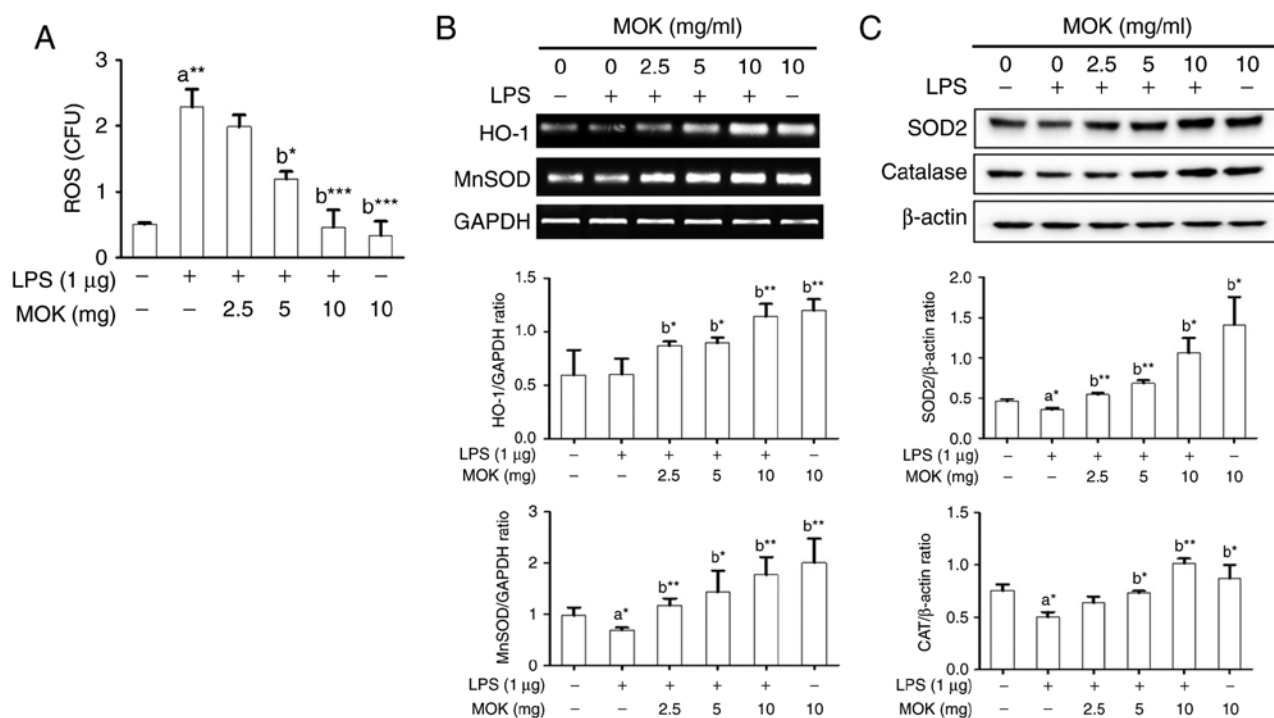 A
ROS (CFU)
3
2
1
0
a**
b*
b***
b***
LPS (1 µg) – + + + + –
MOK (mg) – – 2.5 5 10 10
B
MOK (mg/ml)
0 0 2.5 5 10 10
LPS – + + + + –
HO-1
MnSOD
GAPDH
HO-1/GAPDH ratio
1.5
1.0
0.5
0.0
b*
b*
b**
b**
LPS (1 µg) – + + + + –
MOK (mg) – – 2.5 5 10 10
MnSOD/GAPDH ratio
3
2
1
0
a*
b**
b*
b**
b**
LPS (1 µg) – + + + + –
MOK (mg) – – 2.5 5 10 10
C
MOK (mg/ml)
0 0 2.5 5 10 10
LPS – + + + + –
SOD2
Catalase
β-actin
SOD2/β-actin ratio
2.0
1.5
1.0
0.5
0.0
a*
b**
b**
b*
b*
LPS (1 µg) – + + + + –
MOK (mg) – – 2.5 5 10 10
CAT/β-actin ratio
1.5
1.0
0.5
0.0
a*
b*
b**
b*
LPS (1 µg) – + + + + –
MOK (mg) – – 2.5 5 10 10